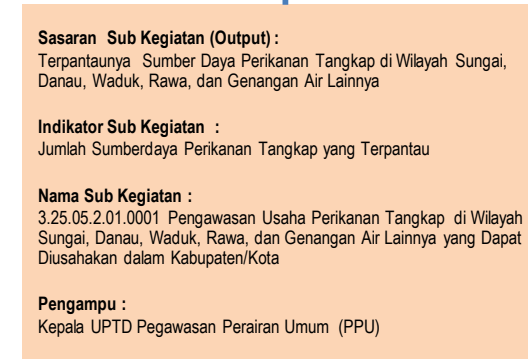 Sasaran Sub Kegiatan (Output) :
Terpantaunya Sumber Daya Perikanan Tangkap di Wilayah Sungai,
Danau, Waduk, Rawa, dan Genangan Air Lainnya
Indikator Sub Kegiatan :
Jumlah Sumberdaya Perikanan Tangkap yang Terpantau
Nama Sub Kegiatan :
3.25.05.2.01.0001 Pengawasan Usaha Perikanan Tangkap di Wilayah
Sungai, Danau, Waduk, Rawa, dan Genangan Air Lainnya yang Dapat
Diusahakan dalam Kabupaten/Kota
Pengampu :
Kepala UPTD Pegawasan Perairan Umum (PPU)